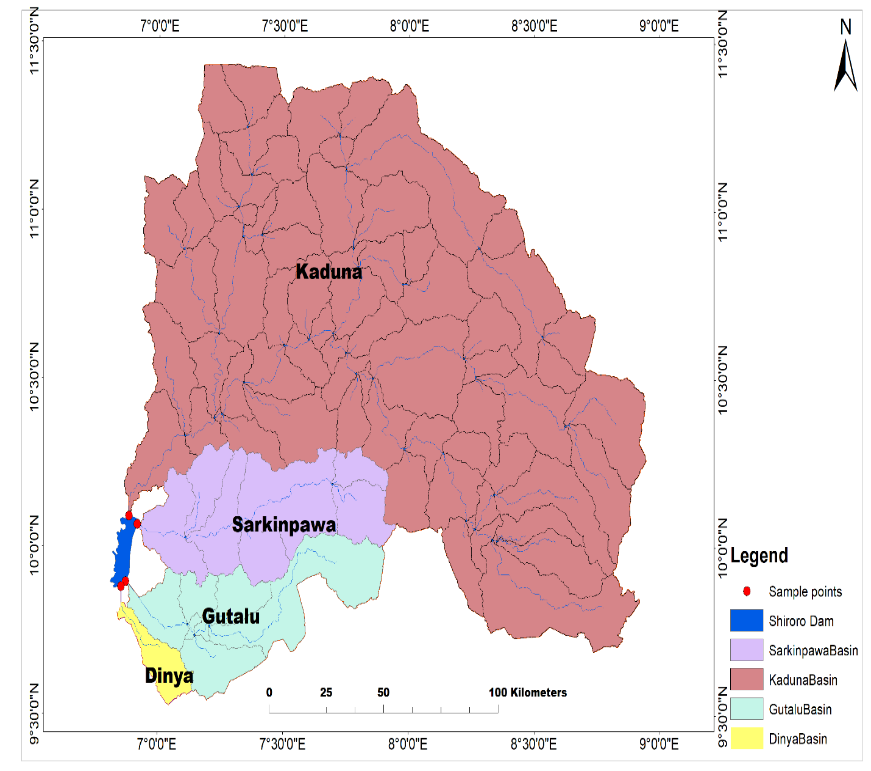 7°0'0"E 7°30'0"E 8°0'0"E 8°30'0"E 9°0'0"E
N
11°30'0"N 11°30'0"N
11°0'0"N 11°0'0"N
Kaduna
10°30'0"N 10°30'0"N
Sarkinpawa
10°0'0"N 10°0'0"N
Legend
Sample points
Shiroro Dam
SarkinpawaBasin
KadunaBasin
GutaluBasin
DinyaBasin
Gutalu
Dinya
0 25 50 100 Kilometers
9°30'0"N 9°30'0"N
7°0'0"E 7°30'0"E 8°0'0"E 8°30'0"E 9°0'0"E